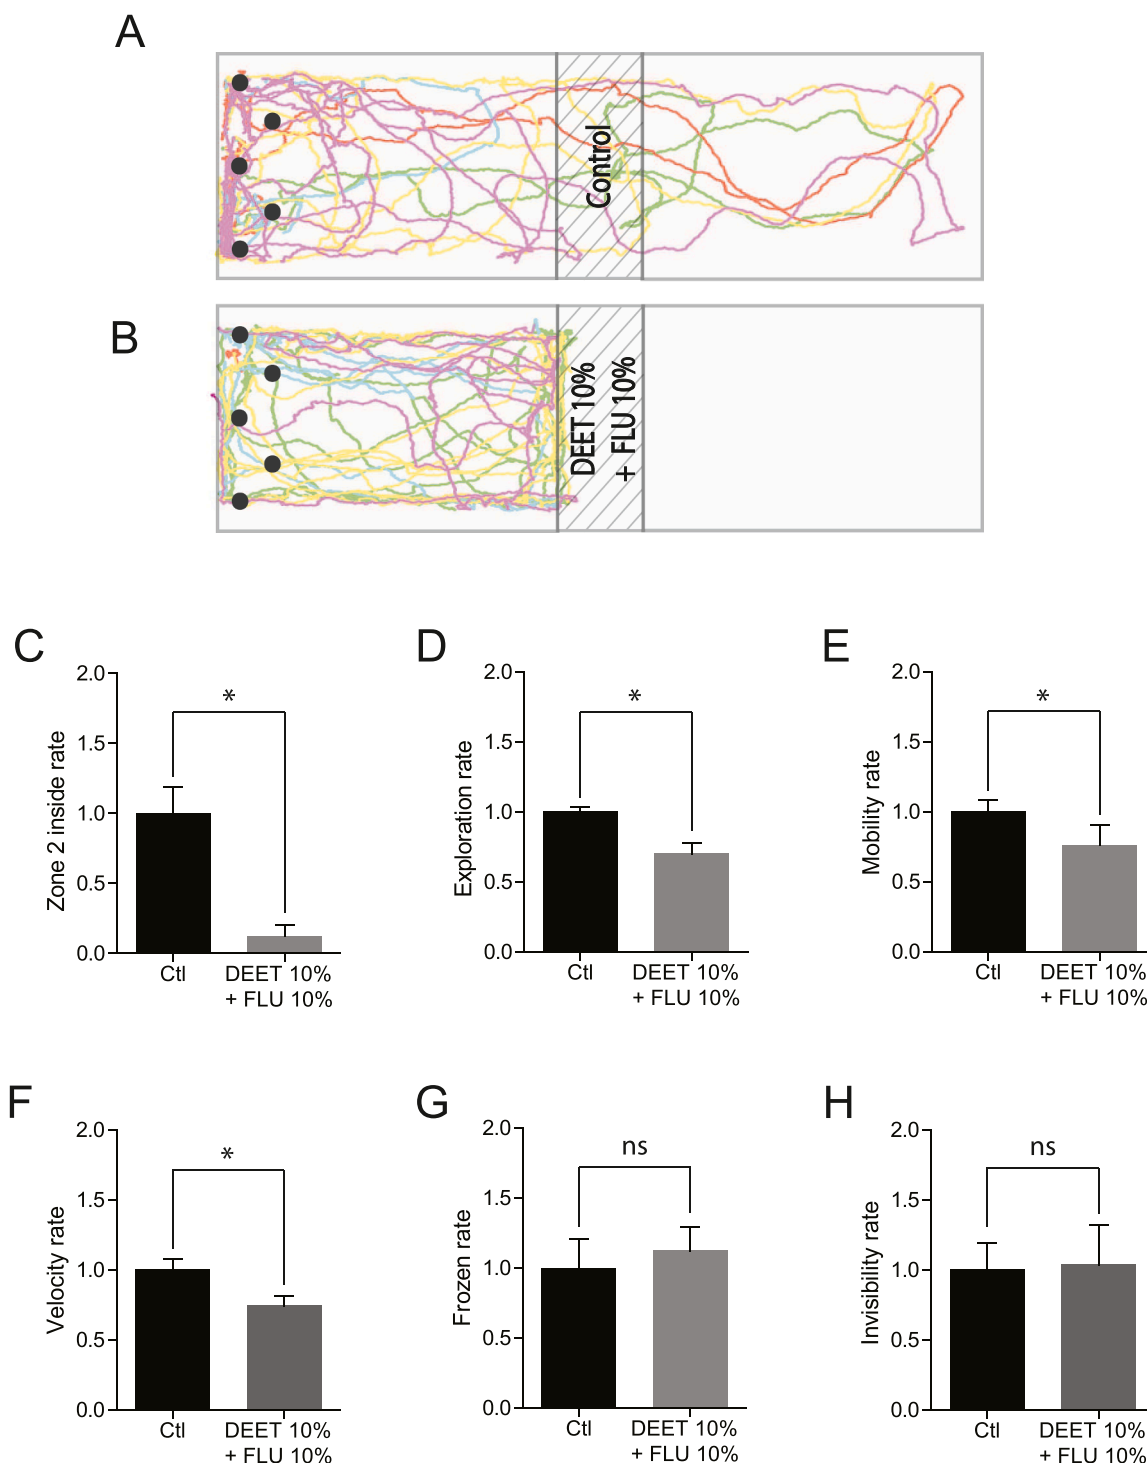 A
Control
B
DEET 10%
+ FLU 10%
C
2.0
1.5
1.0
0.5
0.0
Zone 2 inside rate
*
Ctl
DEET 10%
+ FLU 10%
D
2.0
1.5
1.0
0.5
0.0
Exploration rate
*
Ctl
DEET 10%
+ FLU 10%
E
2.0
1.5
1.0
0.5
0.0
Mobility rate
*
Ctl
DEET 10%
+ FLU 10%
F
2.0
1.5
1.0
0.5
0.0
Velocity rate
*
Ctl
DEET 10%
+ FLU 10%
G
2.0
1.5
1.0
0.5
0.0
Frozen rate
ns
Ctl
DEET 10%
+ FLU 10%
H
2.0
1.5
1.0
0.5
0.0
Invisibility rate
ns
Ctl
DEET 10%
+ FLU 10%